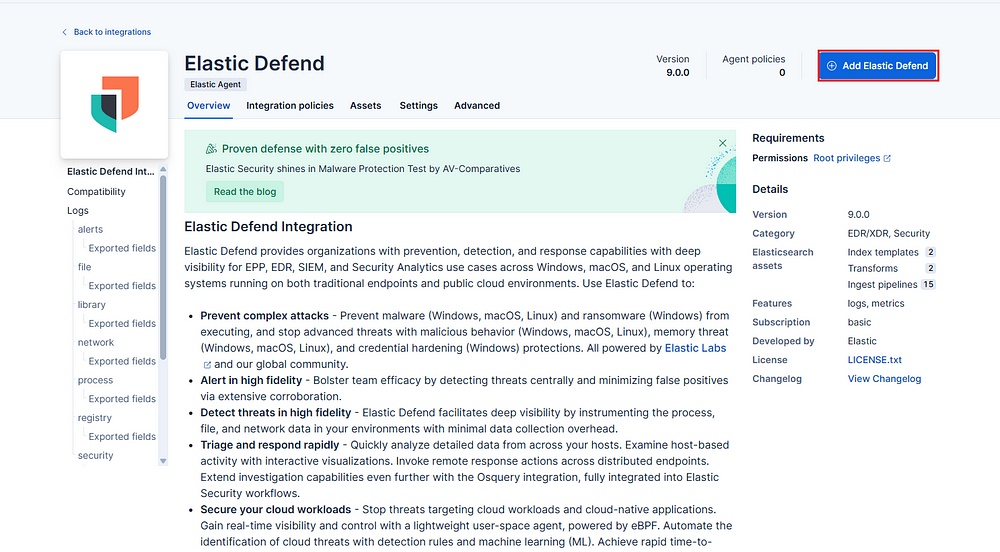 Back to integrations
Elastic Defend
Elastic Agent
Version
9.0.0
Agent policies
0
Add Elastic Defend
Overview
Integration policies
Assets
Settings
Advanced
Elastic Defend Int...
Compatibility
Logs
alerts
Exported fields
file
Exported fields
library
Exported fields
network
Exported fields
process
Exported fields
registry
Exported fields
security
Proven defense with zero false positives
Elastic Security shines in Malware Protection Test by AV-Comparatives
Read the blog
Elastic Defend Integration
Elastic Defend provides organizations with prevention, detection, and response capabilities with deep
visibility for EPP, EDR, SIEM, and Security Analytics use cases across Windows, macOS, and Linux operating
systems running on both traditional endpoints and public cloud environments. Use Elastic Defend to:
• Prevent complex attacks - Prevent malware (Windows, macOS, Linux) and ransomware (Windows) from
executing, and stop advanced threats with malicious behavior (Windows, macOS, Linux), memory threat
(Windows, macOS, Linux), and credential hardening (Windows) protections. All powered by Elastic Labs
and our global community.
• Alert in high fidelity - Bolster team efficacy by detecting threats centrally and minimizing false positives
via extensive corroboration.
• Detect threats in high fidelity - Elastic Defend facilitates deep visibility by instrumenting the process,
file, and network data in your environments with minimal data collection overhead.
• Triage and respond rapidly - Quickly analyze detailed data from across your hosts. Examine host-based
activity with interactive visualizations. Invoke remote response actions across distributed endpoints.
Extend investigation capabilities even further with the Osquery integration, fully integrated into Elastic
Security workflows.
• Secure your cloud workloads - Stop threats targeting cloud workloads and cloud-native applications.
Gain real-time visibility and control with a lightweight user-space agent, powered by eBPF. Automate the
identification of cloud threats with detection rules and machine learning (ML). Achieve rapid time-to-
Requirements
Permissions Root privileges
Details
Version 9.0.0
Category EDR/XDR, Security
Elasticsearch assets
Index templates 2
Transforms 2
Ingest pipelines 15
Features logs, metrics
Subscription basic
Developed by Elastic
License LICENSE.txt
Changelog View Changelog